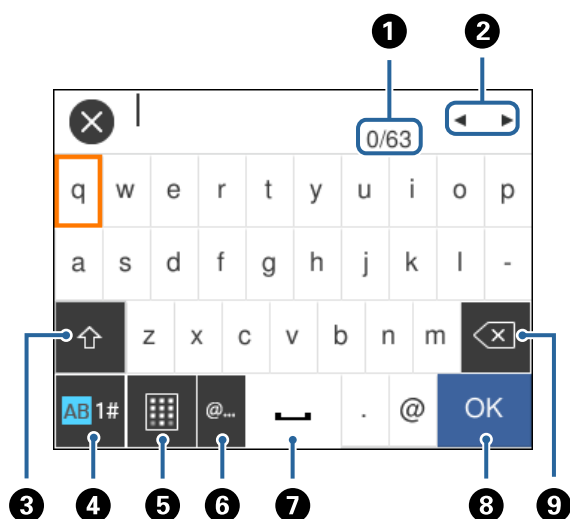 1 2
0/63
q w e r t y u i o p
a s d f g h j k l -
z x c v b n m
AB 1# @... . @ OK
3 4 5 6 7 8 9